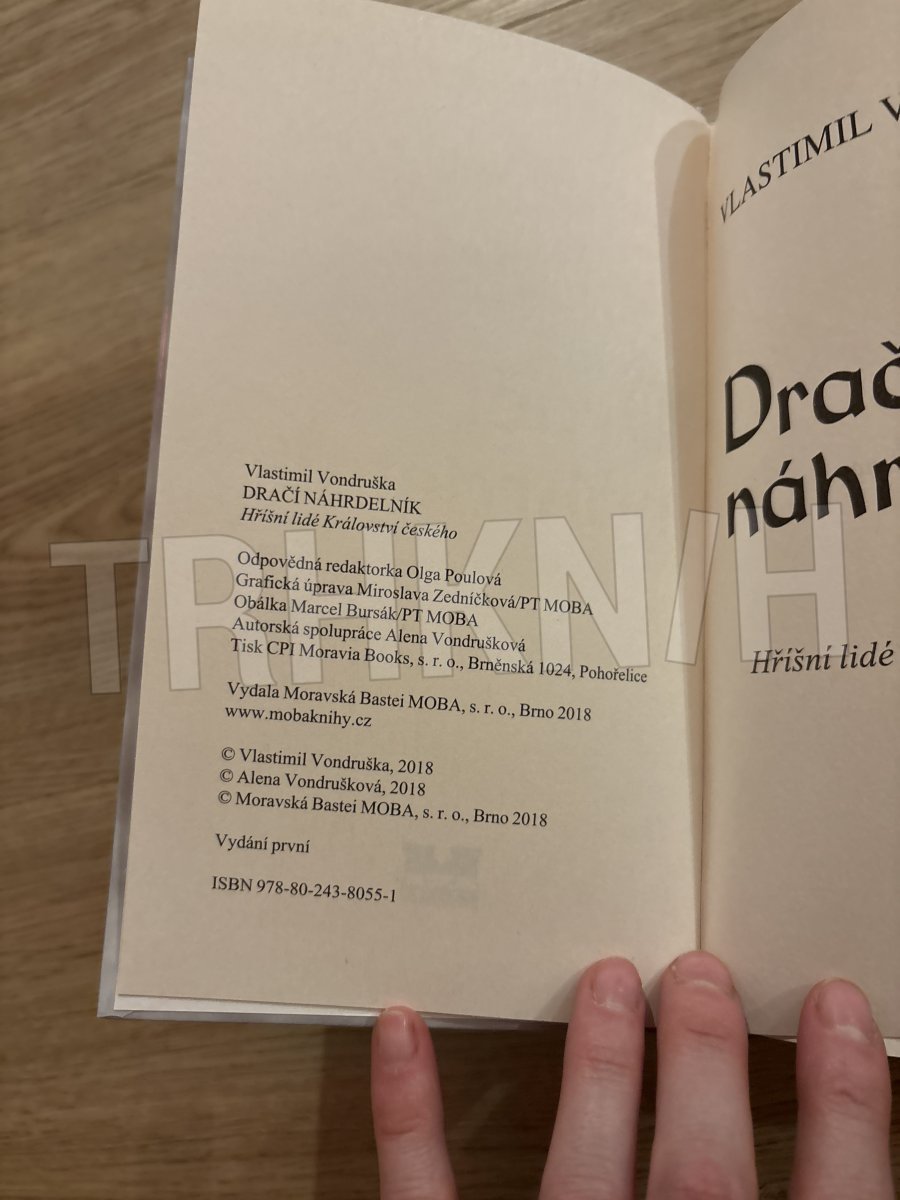 Vlastimil Vondruška
DRAČÍ NÁHRDELNÍK
Hříšní lidé Království českého
Odpovědná redaktorka Olga Poulová
Grafická úprava Miroslava Zedníčková/PT MOBA
Obálka Marcel Bursák/PT MOBA
Autorská spolupráce Alena Vondrušková
Tisk CPI Moravia Books, s. r. o., Brněnská 1024, Pohořelice
Vydala Moravská Bastei MOBA, s. r. o., Brno 2018
www.mobaknihy.cz
© Vlastimil Vondruška, 2018
© Alena Vondrušková, 2018
© Moravská Bastei MOBA, s. r. o., Brno 2018
Vydání první
ISBN 978-80-243-8055-1
VLASTIMIL V
Drač
náhr
Hříšní lidé
TRHKNIH